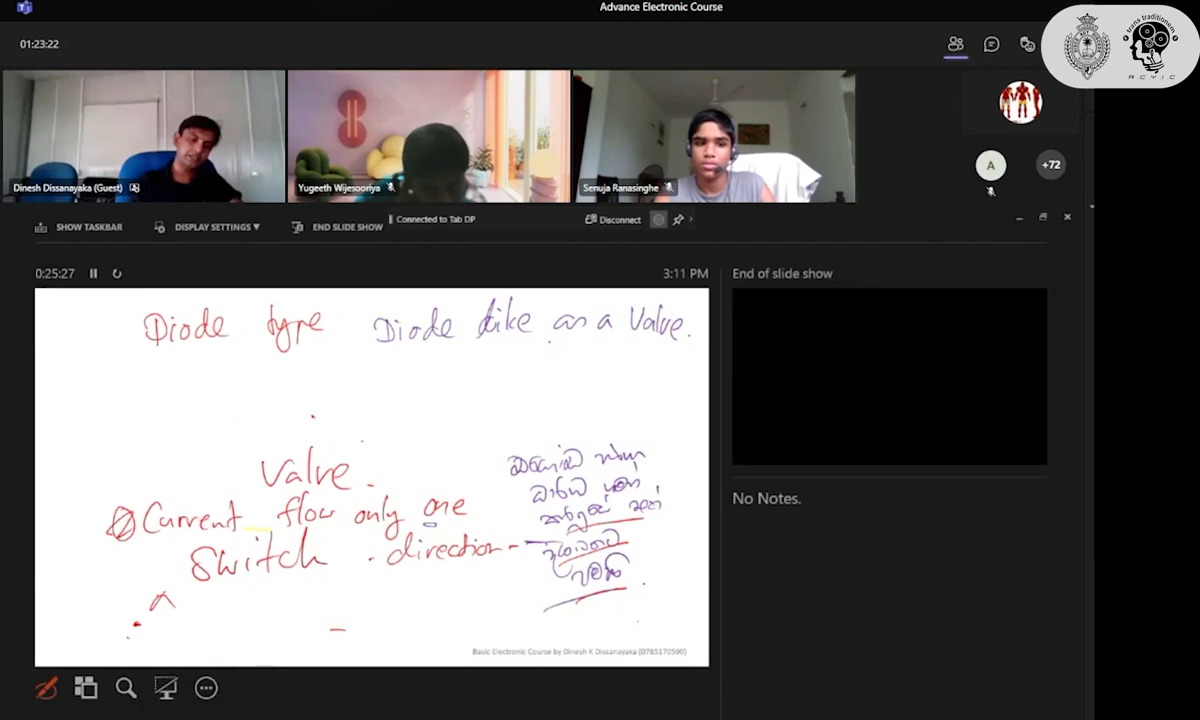 Advance Electronic Course
01:23:22
A.C.Y.I.C
Dinesh Dissanayaka (Guest)
Yugeeth Wijesooriya
Senuja Ranasinghe
A
+72
SHOW TASKBAR
DISPLAY SETTINGS
END SLIDE SHOW
Connected to Tab DP
Disconnect
0:25:27
3:11 PM
End of slide show
Diode type Diode like as a Valve.
Valve.
Current flow only one
Switch . direction
No Notes.
Basic Electronic Course by Dinesh K Dissanayaka (0785170590)